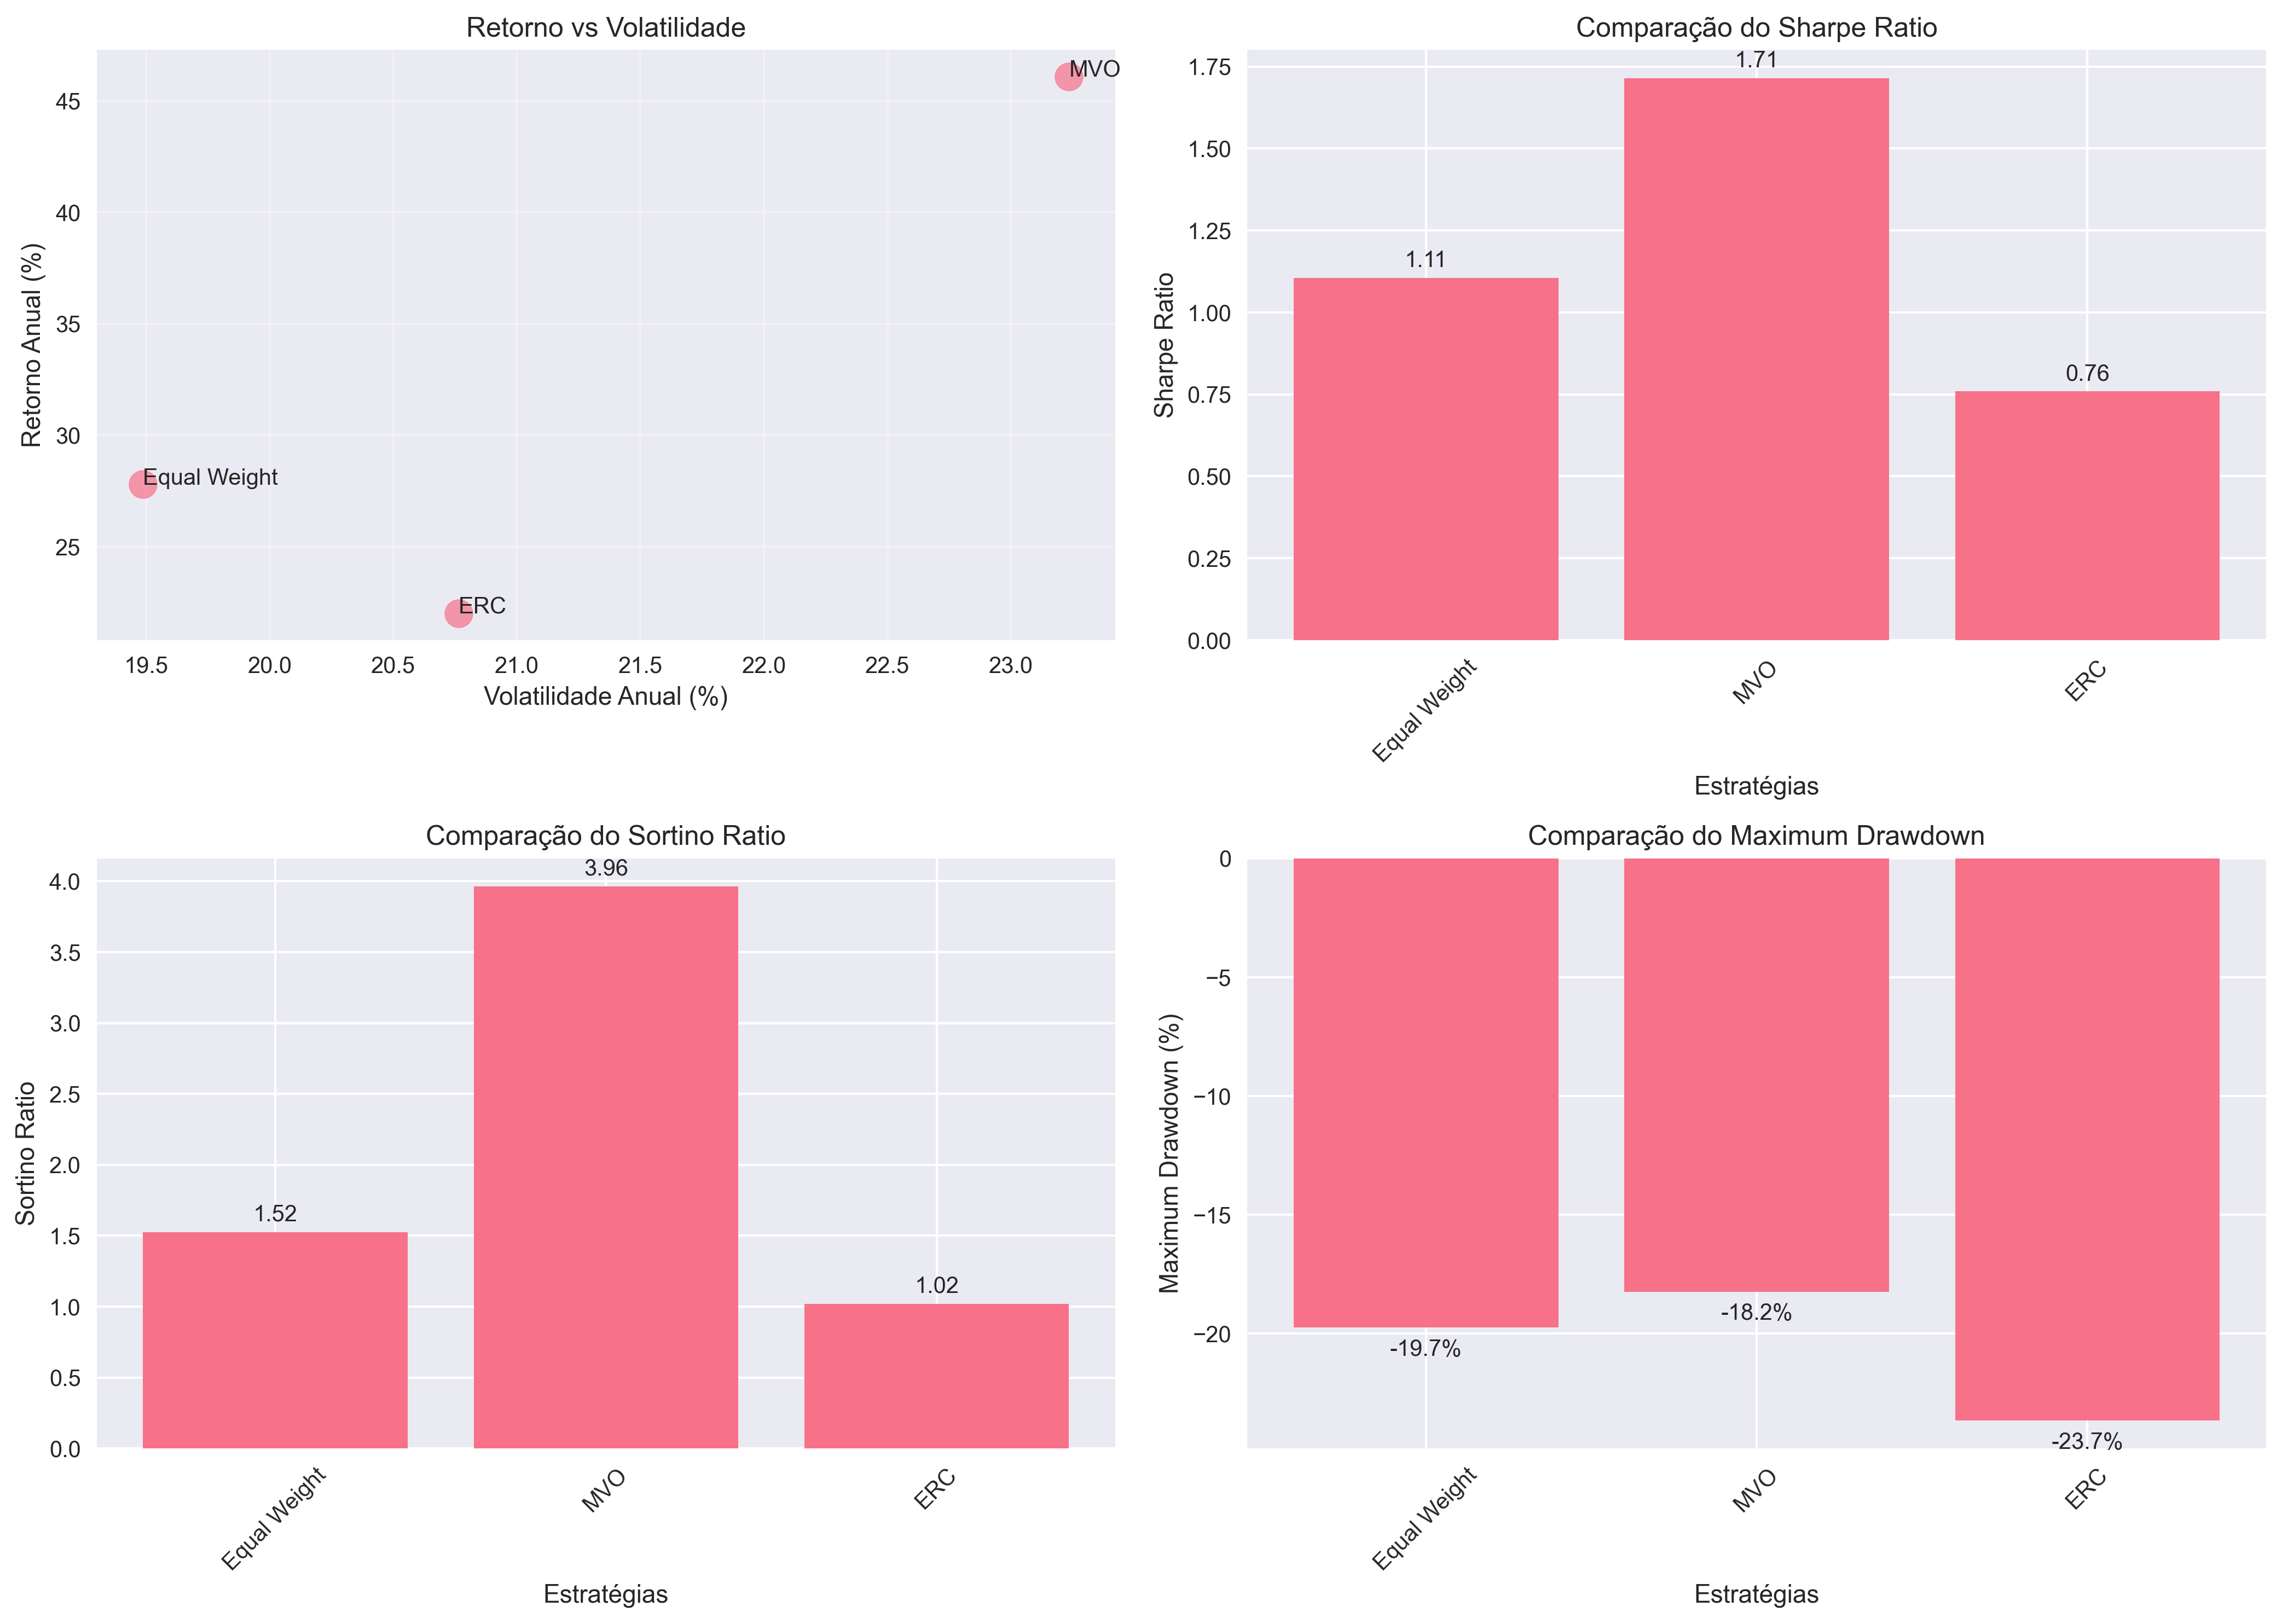 Retorno vs Volatilidade
Retorno Anual (%)
45
40
35
30
25
MVO
Equal Weight
ERC
19.5 20.0 20.5 21.0 21.5 22.0 22.5 23.0
Volatilidade Anual (%)
Comparação do Sharpe Ratio
Sharpe Ratio
1.75
1.50
1.25
1.00
0.75
0.50
0.25
0.00
1.11
1.71
0.76
Equal Weight
MVO
ERC
Estratégias
Comparação do Sortino Ratio
Sortino Ratio
4.0
3.5
3.0
2.5
2.0
1.5
1.0
0.5
0.0
1.52
3.96
1.02
Equal Weight
MVO
ERC
Estratégias
Comparação do Maximum Drawdown
Maximum Drawdown (%)
0
−5
−10
−15
−20
-19.7%
-18.2%
-23.7%
Equal Weight
MVO
ERC
Estratégias